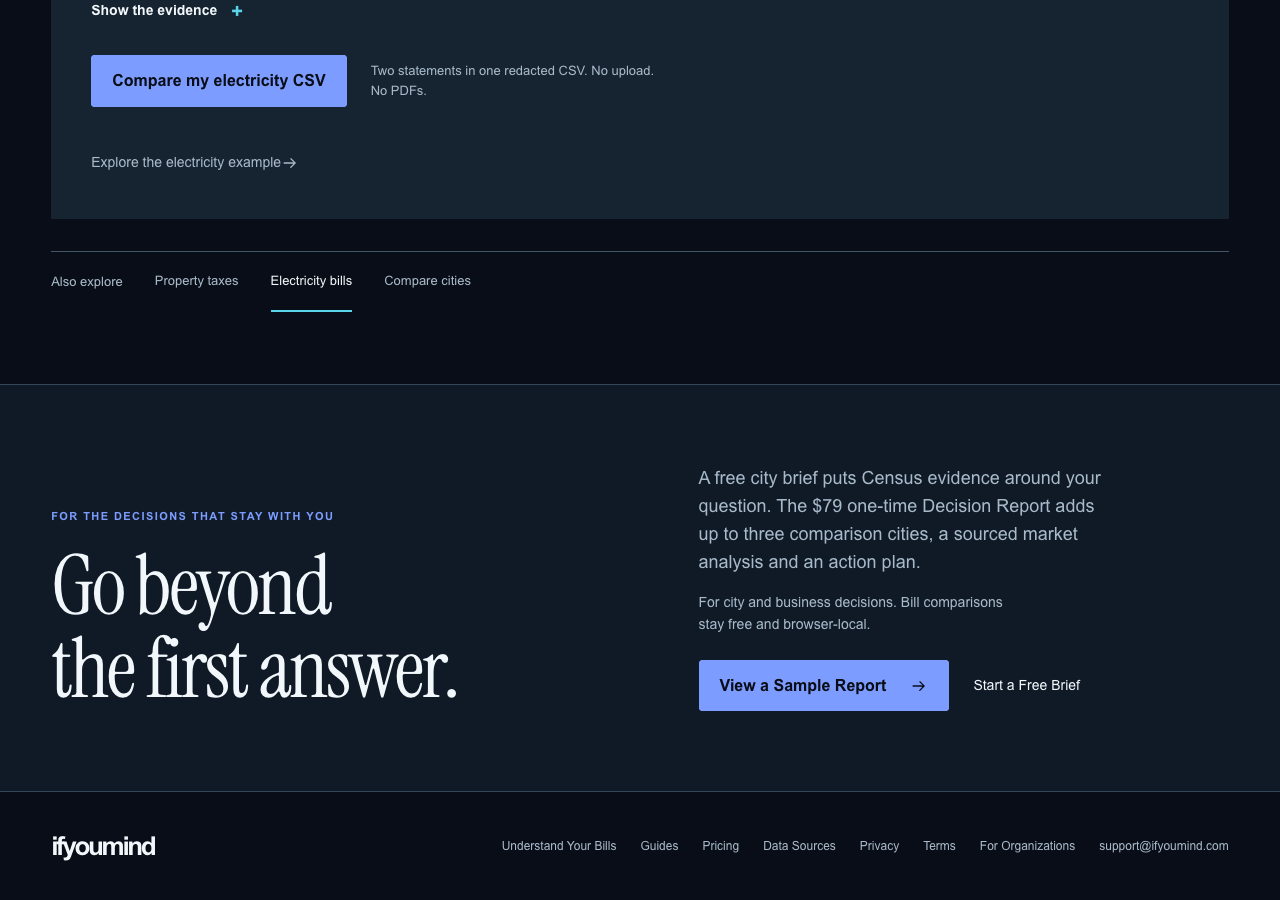 Show the evidence +
Compare my electricity CSV
Two statements in one redacted CSV. No upload.
No PDFs.
Explore the electricity example→
Also explore
Property taxes
Electricity bills
Compare cities
FOR THE DECISIONS THAT STAY WITH YOU
Go beyond
the first answer.
A free city brief puts Census evidence around your
question. The $79 one-time Decision Report adds
up to three comparison cities, a sourced market
analysis and an action plan.
For city and business decisions. Bill comparisons
stay free and browser-local.
View a Sample Report →
Start a Free Brief
ifyoumind
Understand Your Bills
Guides
Pricing
Data Sources
Privacy
Terms
For Organizations
support@ifyoumind.com